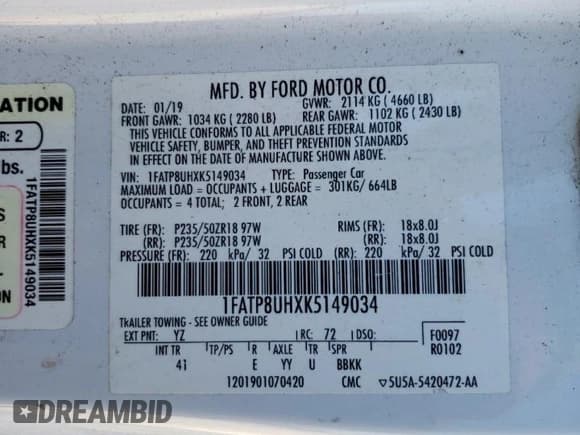 ATION
R: 2
lbs.
S
R
L.
ON
1FATP8UHXK5149034
MFD. BY FORD MOTOR CO.
DATE: 01/19 GVWR: 2114 KG ( 4660 LB)
FRONT GAWR: 1034 KG ( 2280 LB) REAR GAWR: 1102 KG ( 2430 LB)
THIS VEHICLE CONFORMS TO ALL APPLICABLE FEDERAL MOTOR
VEHICLE SAFETY, BUMPER, AND THEFT PREVENTION STANDARDS
IN EFFECT ON THE DATE OF MANUFACTURE SHOWN ABOVE.
VIN: 1FATP8UHXK5149034 TYPE: Passenger Car
MAXIMUM LOAD = OCCUPANTS + LUGGAGE = 301KG/ 664LB
OCCUPANTS = 4 TOTAL; 2 FRONT, 2 REAR
TIRE (FR): P235/50ZR18 97W RIMS (FR): 18x8.0J
(RR): P235/50ZR18 97W (RR): 18x8.0J
PRESSURE (FR): 220 kPa/ 32 PSI COLD (RR): 220 kPa/ 32 PSI COLD
1FATP8UHXK5149034
TRAILER TOWING - SEE OWNER GUIDE
EXT PNT: YZ RC: 72 DSO: F0097
INT TR TP/PS R AXLE TR SPR R0102
41 E YY U BBKK
1201901070420 CMC ▽5U5A-5420472-AA